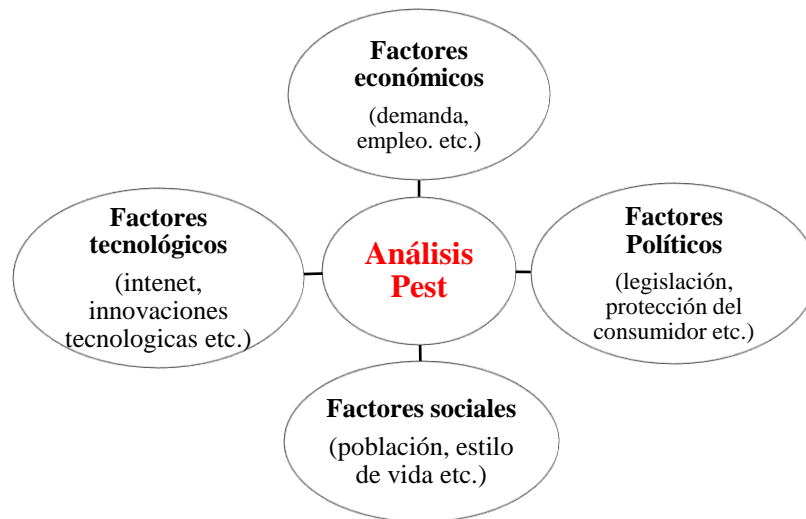 Factores
económicos
(demanda,
empleo. etc.)
Factores
tecnológicos
(intenet,
innovaciones
tecnologicas etc.)
Análisis
Pest
Factores
Políticos
(legislación,
protección del
consumidor etc.)
Factores sociales
(población, estilo
de vida etc.)